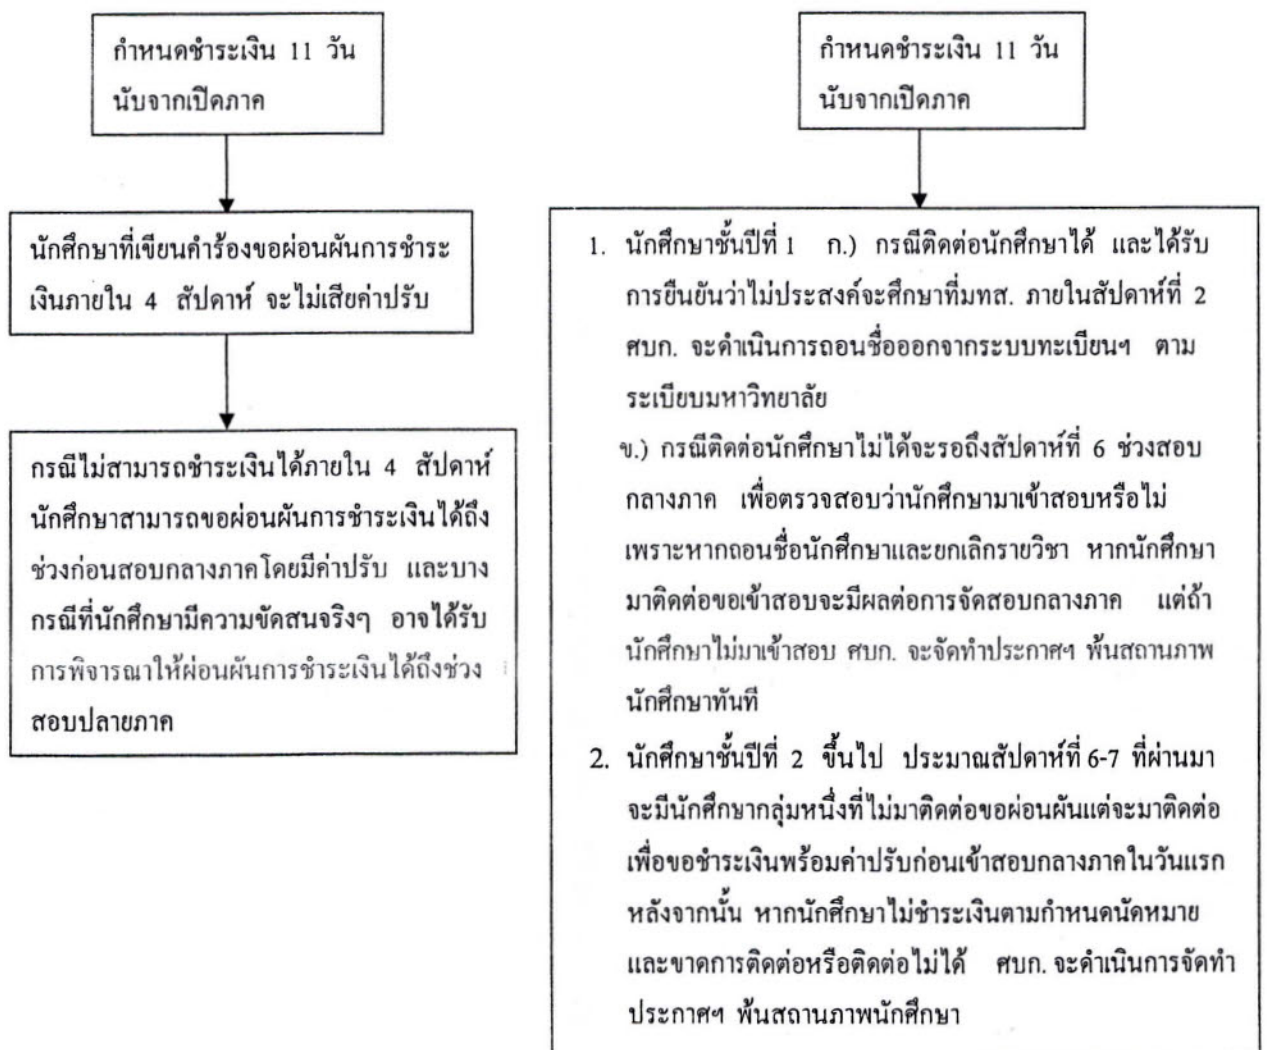 กำหนดชำระเงิน 11 วัน
นับจากเปิดภาค
นักศึกษาที่เขียนคำร้องขอผ่อนผันการชำระ
เงินภายใน 4 สัปดาห์ จะไม่เสียค่าปรับ
กรณีไม่สามารถชำระเงินได้ภายใน 4 สัปดาห์
นักศึกษาสามารถขอผ่อนผันการชำระเงินได้ถึง
ช่วงก่อนสอบกลางภาคโดยมีค่าปรับ และบาง
กรณีที่นักศึกษามีความขัดสนจริงๆ อาจได้รับ
การพิจารณาให้ผ่อนผันการชำระเงินได้ถึงช่วง
สอบปลายภาค
กำหนดชำระเงิน 11 วัน
นับจากเปิดภาค
1. นักศึกษาชั้นปีที่ 1 ก.) กรณีติดต่อนักศึกษาได้ และได้รับ
การยืนยันว่าไม่ประสงค์จะศึกษาที่มทส. ภายในสัปดาห์ที่ 2
ศบก. จะดำเนินการถอนชื่อออกจากระบบทะเบียนฯ ตาม
ระเบียบมหาวิทยาลัย
ข.) กรณีติดต่อนักศึกษาไม่ได้จะรอถึงสัปดาห์ที่ 6 ช่วงสอบ
กลางภาค เพื่อตรวจสอบว่านักศึกษามาเข้าสอบหรือไม่
เพราะหากถอนชื่อนักศึกษาและยกเลิกรายวิชา หากนักศึกษา
มาติดต่อขอเข้าสอบจะมีผลต่อการจัดสอบกลางภาค แต่ถ้า
นักศึกษาไม่มาเข้าสอบ ศบก. จะจัดทำประกาศฯ พ้นสถานภาพ
นักศึกษาทันที
2. นักศึกษาชั้นปีที่ 2 ขึ้นไป ประมาณสัปดาห์ที่ 6-7 ที่ผ่านมา
จะมีนักศึกษากลุ่มหนึ่งที่ไม่มาติดต่อขอผ่อนผันแต่จะมาติดต่อ
เพื่อขอชำระเงินพร้อมค่าปรับก่อนเข้าสอบกลางภาคในวันแรก
หลังจากนั้น หากนักศึกษาไม่ชำระเงินตามกำหนดนัดหมาย
และขาดการติดต่อหรือติดต่อไม่ได้ ศบก. จะดำเนินการจัดทำ
ประกาศฯ พ้นสถานภาพนักศึกษา